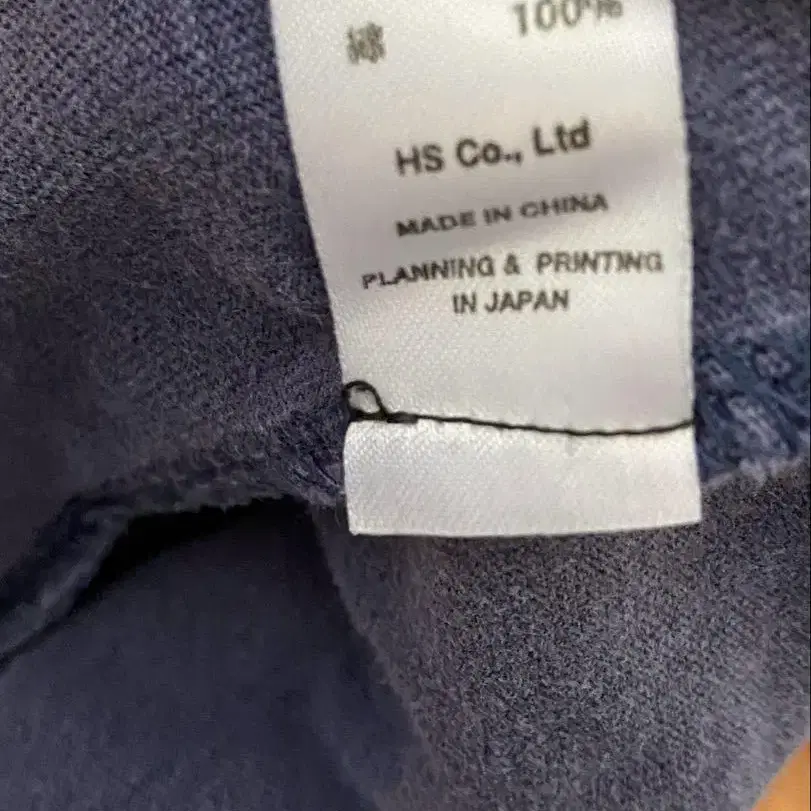 綿 100%
HS Co., Ltd
MADE IN CHINA
PLANNING & PRINTING
IN JAPAN